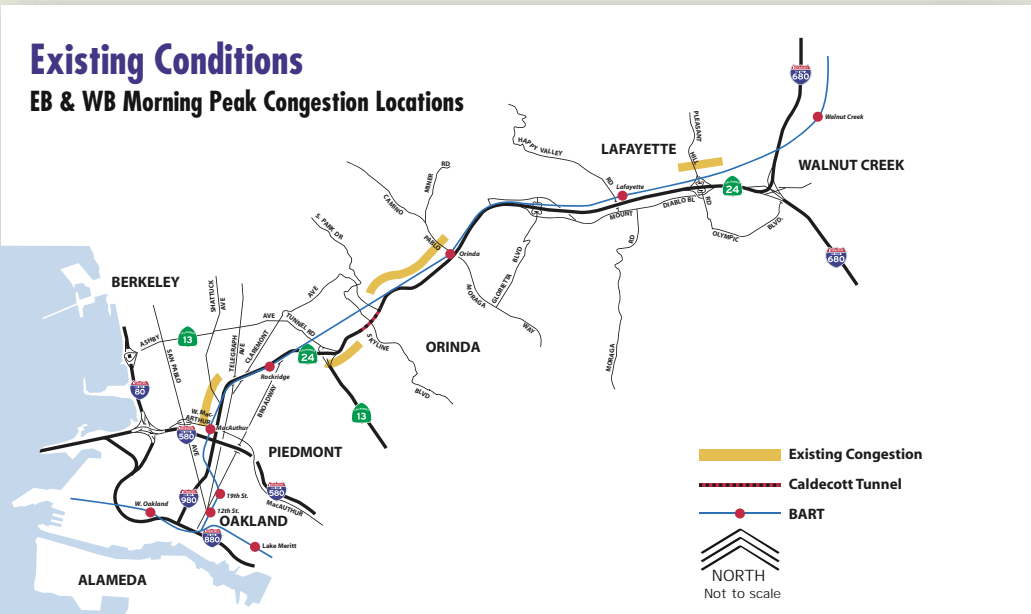 Existing Conditions
EB & WB Morning Peak Congestion Locations
680
Walnut Creek
PLEASANT
HILL
RD
HAPPY VALLEY
RD
LAFAYETTE
WALNUT CREEK
Lafayette
24
MOUNT
DIABLO BL
OLYMPIC
BLVD.
680
MINER
RD
CAMINO
PABLO
Orinda
S. PARK DR
GLORIETTA
BLVD
MORAGA
WAY
MORAGA
RD
BERKELEY
SHATTUCK
AVE
AVE
ASHBY
13
AVE
TUNNEL RD
SAN PABLO
AVE
TELEGRAPH
AVE
CLAREMONT
24
SKYLINE
BLVD
ORINDA
Rockridge
BROADWAY
80
13
W. Mac-
ARTHUR
MacAuthur
580
PIEDMONT
980
19th St.
12th St.
580
MacAUTHUR
W. Oakland
OAKLAND
880
Lake Meritt
ALAMEDA
Existing Congestion
Caldecott Tunnel
BART
NORTH
Not to scale